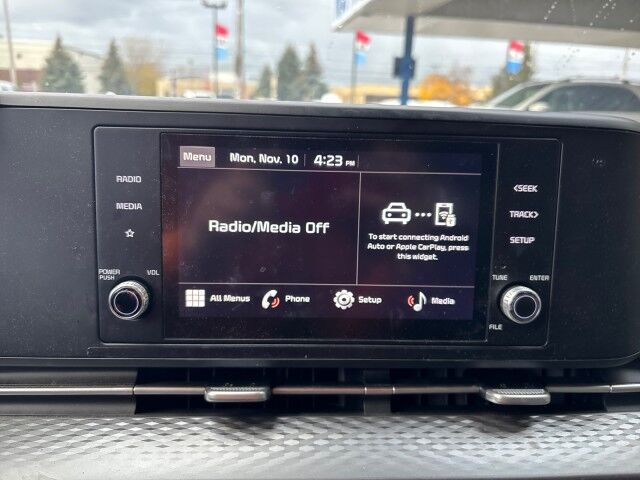 Menu Mon, Nov. 10 4:23 PM
RADIO
MEDIA
POWER
PUSH
VOL
Radio/Media Off
To start connecting Android
Auto or Apple CarPlay, press
this widget.
All Menus Phone Setup Media
<SEEK
TRACK>
SETUP
TUNE ENTER
FILE